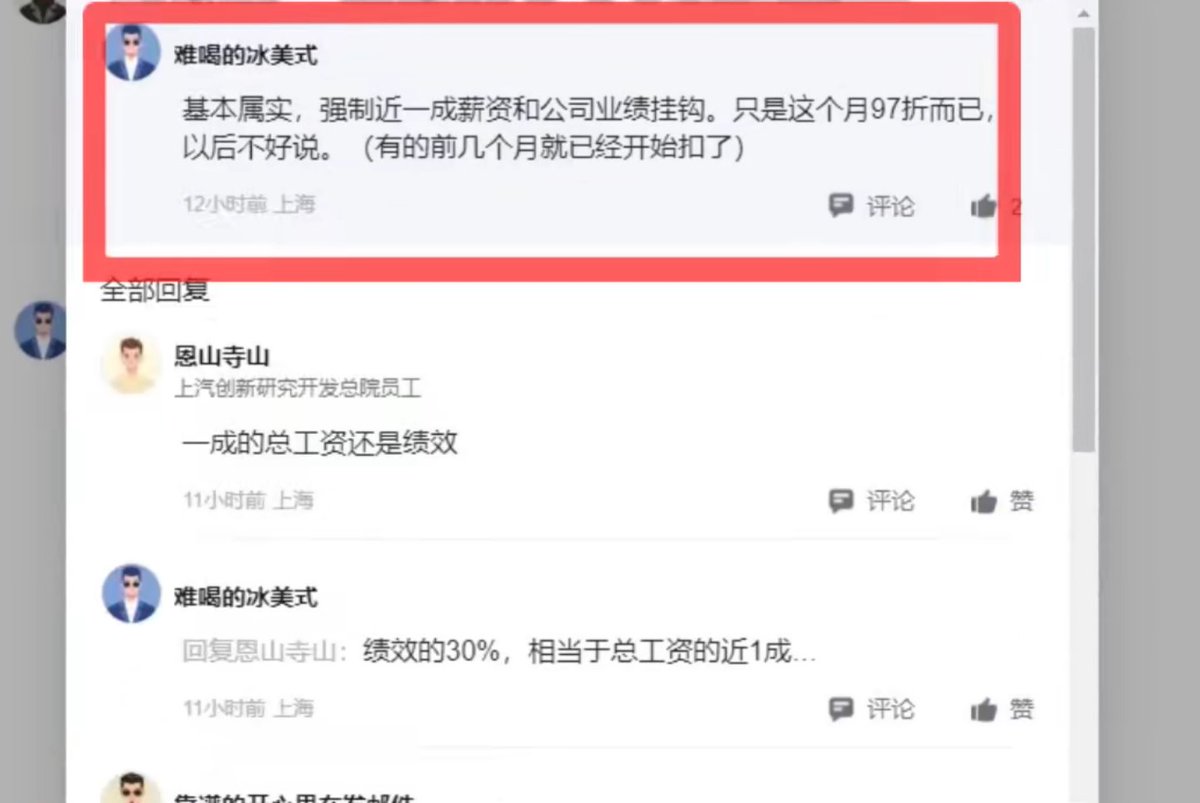 难喝的冰美式
基本属实，强制近一成薪资和公司业绩挂钩。只是这个月97折而已，
以后不好说。（有的前几个月就已经开始扣了）
12小时前 上海 评论 2
全部回复
恩山寺山
上汽创新研究开发总院员工
一成的总工资还是绩效
11小时前 上海 评论 赞
难喝的冰美式
回复恩山寺山：绩效的30%，相当于总工资的近1成...
11小时前 上海 评论 赞